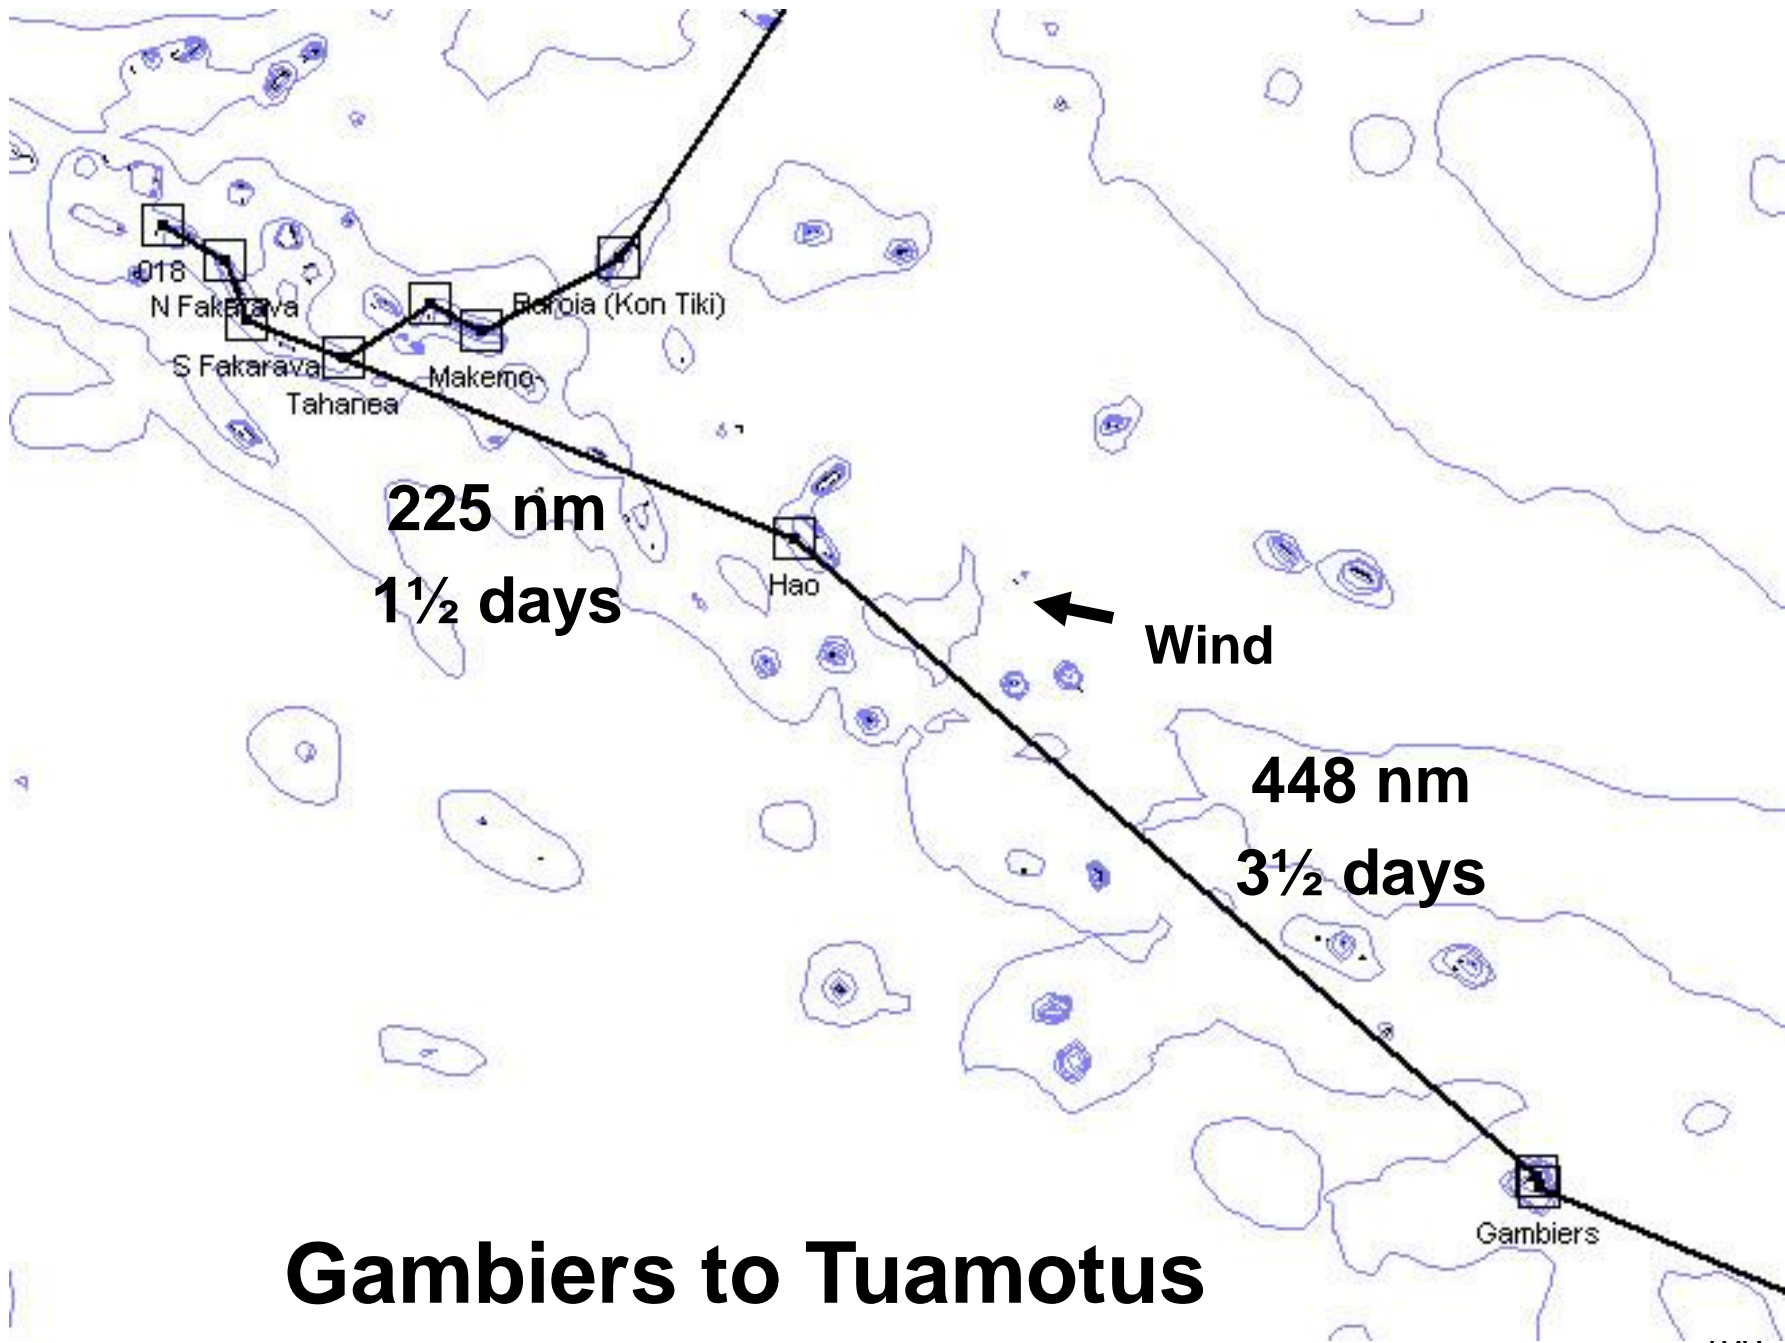 018
N Fakarava
Raroia (Kon Tiki)
S Fakarava
Makemo
Tahanea
225 nm
1½ days
Hao
Wind
448 nm
3½ days
Gambiers
Gambiers to Tuamotus